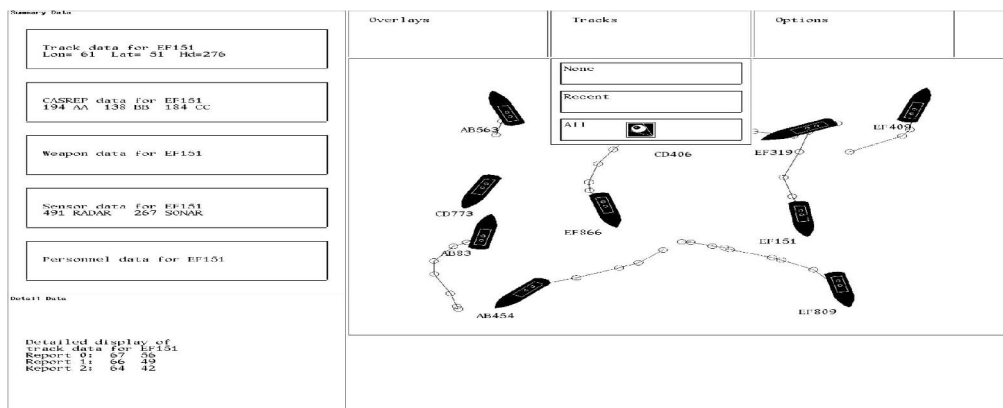 Summary Data
Track data for EF151
Lon= 61 Lat= 51 Hd=276
CASREP data for EF151
194 AA 138 BB 184 CC
Weapon data for EF151
Sensor data for EF151
491 RADAR 267 SONAR
Personnel data for EF151
Detail Data
Detailed display of
track data for EF151
Report 0: 67 56
Report 1: 66 49
Report 2: 64 42
Overlays
Tracks
Options
None
Recent
All
AB563
CD406
EF319
EF409
CD773
EF866
EF151
AB83
AB454
EF809